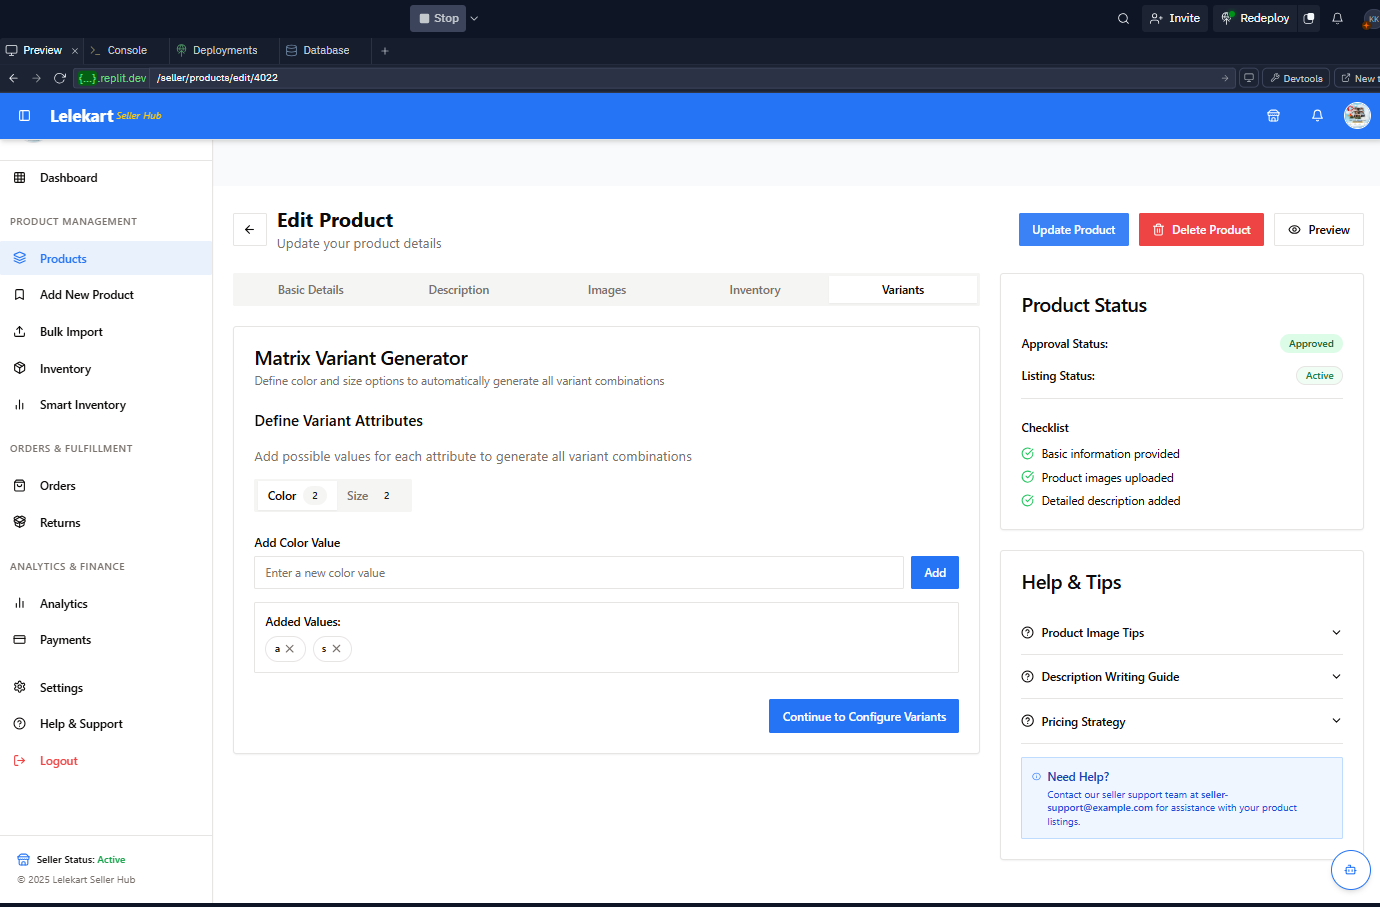 Stop
Invite
Redeploy
KK
Preview
Console
Deployments
Database
{...}.replit.dev /seller/products/edit/4022
Devtools
New t
Lelekart Seller Hub
Dashboard
PRODUCT MANAGEMENT
Products
Add New Product
Bulk Import
Inventory
Smart Inventory
ORDERS & FULFILLMENT
Orders
Returns
ANALYTICS & FINANCE
Analytics
Payments
Settings
Help & Support
Logout
Seller Status: Active
© 2025 Lelekart Seller Hub
Edit Product
Update your product details
Update Product
Delete Product
Preview
Basic Details
Description
Images
Inventory
Variants
Matrix Variant Generator
Define color and size options to automatically generate all variant combinations
Define Variant Attributes
Add possible values for each attribute to generate all variant combinations
Color 2
Size 2
Add Color Value
Enter a new color value
Add
Added Values:
a
s
Continue to Configure Variants
Product Status
Approval Status: Approved
Listing Status: Active
Checklist
Basic information provided
Product images uploaded
Detailed description added
Help & Tips
Product Image Tips
Description Writing Guide
Pricing Strategy
Need Help?
Contact our seller support team at seller-
support@example.com for assistance with your product
listings.